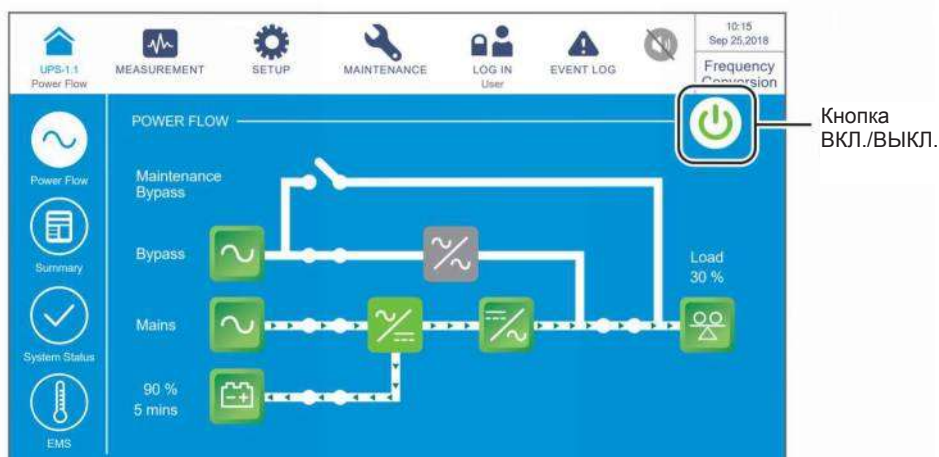 10:15
Sep 25,2018
UPS-1.1
Power Flow
MEASUREMENT
SETUP
MAINTENANCE
LOG IN
User
EVENT LOG
Frequency
Conversion
POWER FLOW
Кнопка
ВКЛ./ВЫКЛ.
Power Flow
Maintenance
Bypass
Summary
Bypass
Load
30 %
System Status
Mains
90 %
5 mins
EMS